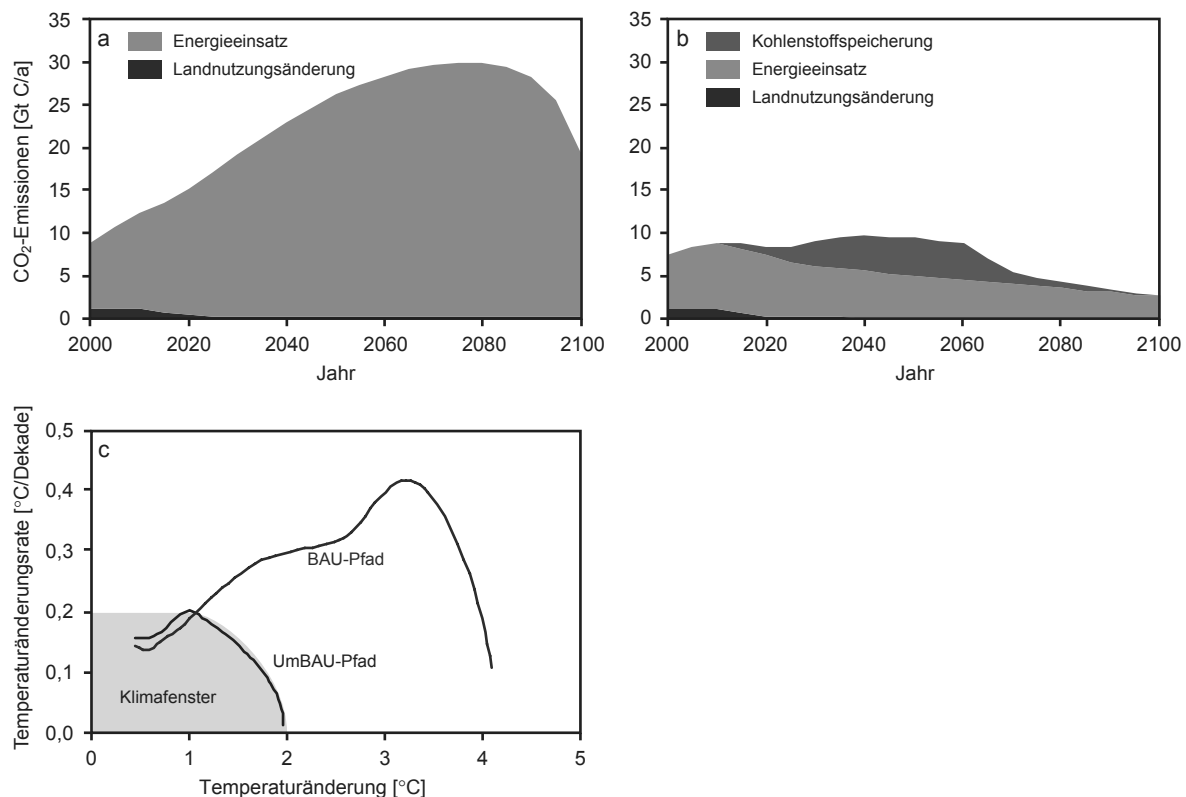 a
Energieeinsatz
Landnutzungsänderung
35
30
25
20
15
10
5
0
CO₂-Emissionen [Gt C/a]
2000 2020 2040 2060 2080 2100
Jahr
b
Kohlenstoffspeicherung
Energieeinsatz
Landnutzungsänderung
35
30
25
20
15
10
5
0
2000 2020 2040 2060 2080 2100
Jahr
c
Temperaturänderungsrate [°C/Dekade]
0,5
0,4
0,3
0,2
0,1
0,0
BAU-Pfad
UmBAU-Pfad
Klimafenster
0 1 2 3 4 5
Temperaturänderung [°C]